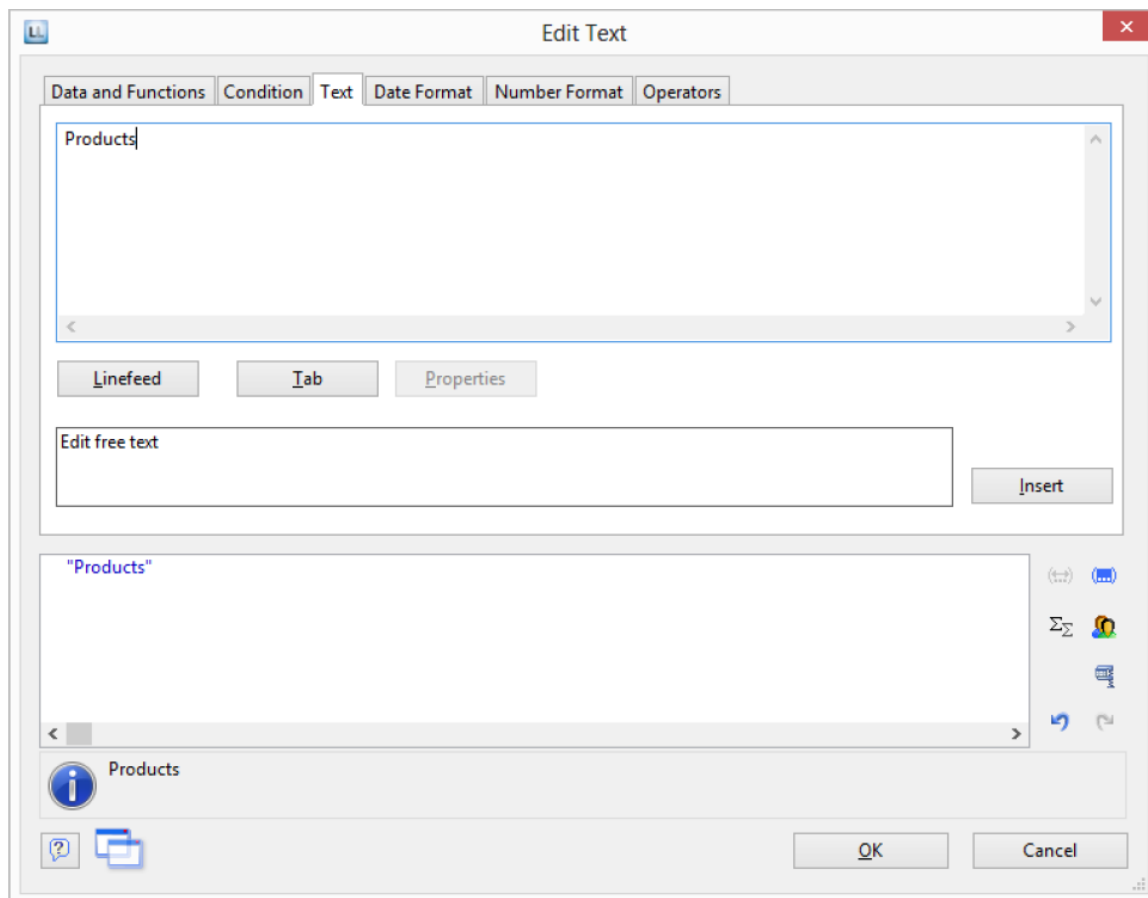 Edit Text
Data and Functions Condition Text Date Format Number Format Operators
Products
Linefeed Tab Properties
Edit free text
Insert
"Products"
Products
OK Cancel